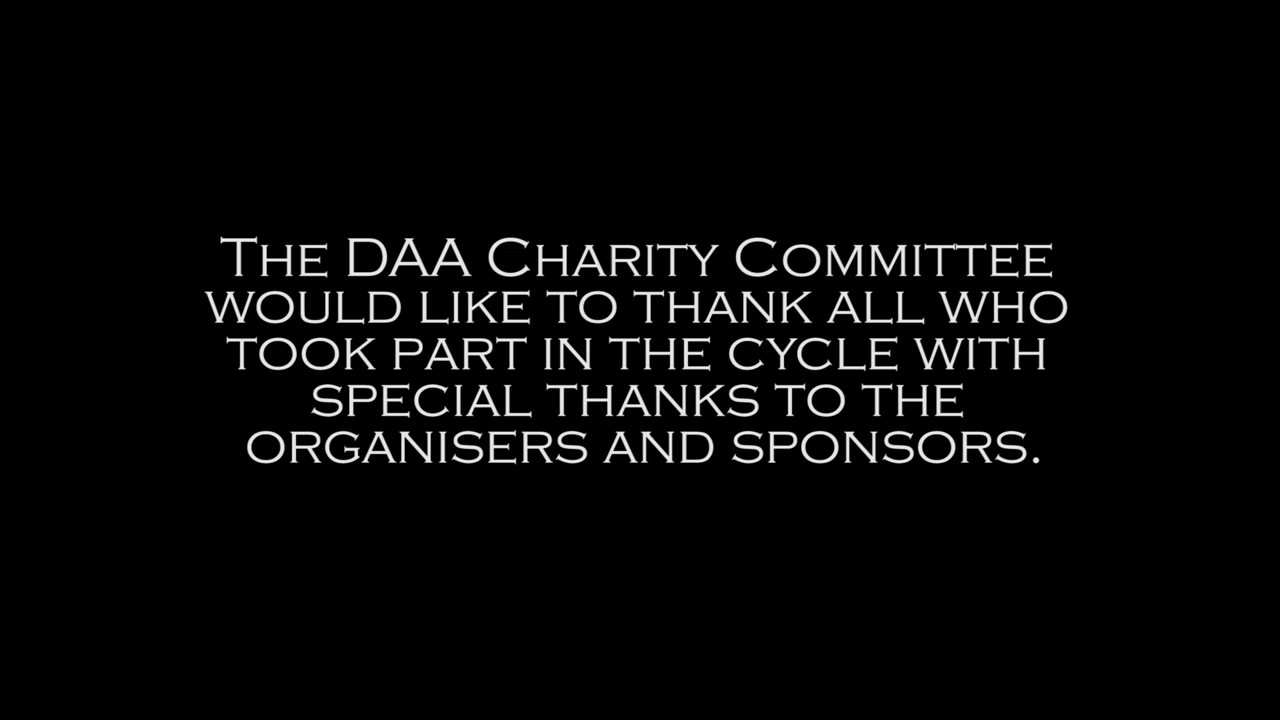 The DAA Charity Committee
would like to thank all who
took part in the cycle with
special thanks to the
organisers and sponsors.